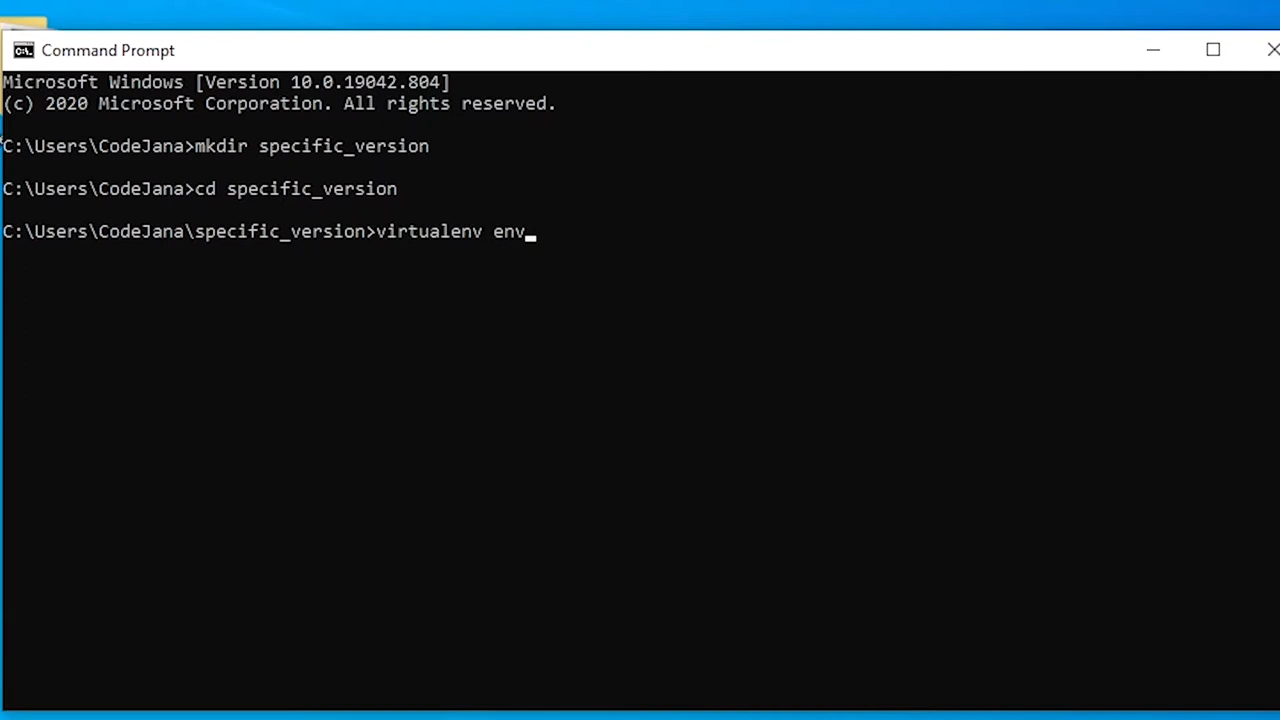 Command Prompt
Microsoft Windows [Version 10.0.19042.804]
(c) 2020 Microsoft Corporation. All rights reserved.
C:\Users\CodeJana>mkdir specific_version
C:\Users\CodeJana>cd specific_version
C:\Users\CodeJana\specific_version>virtualenv env